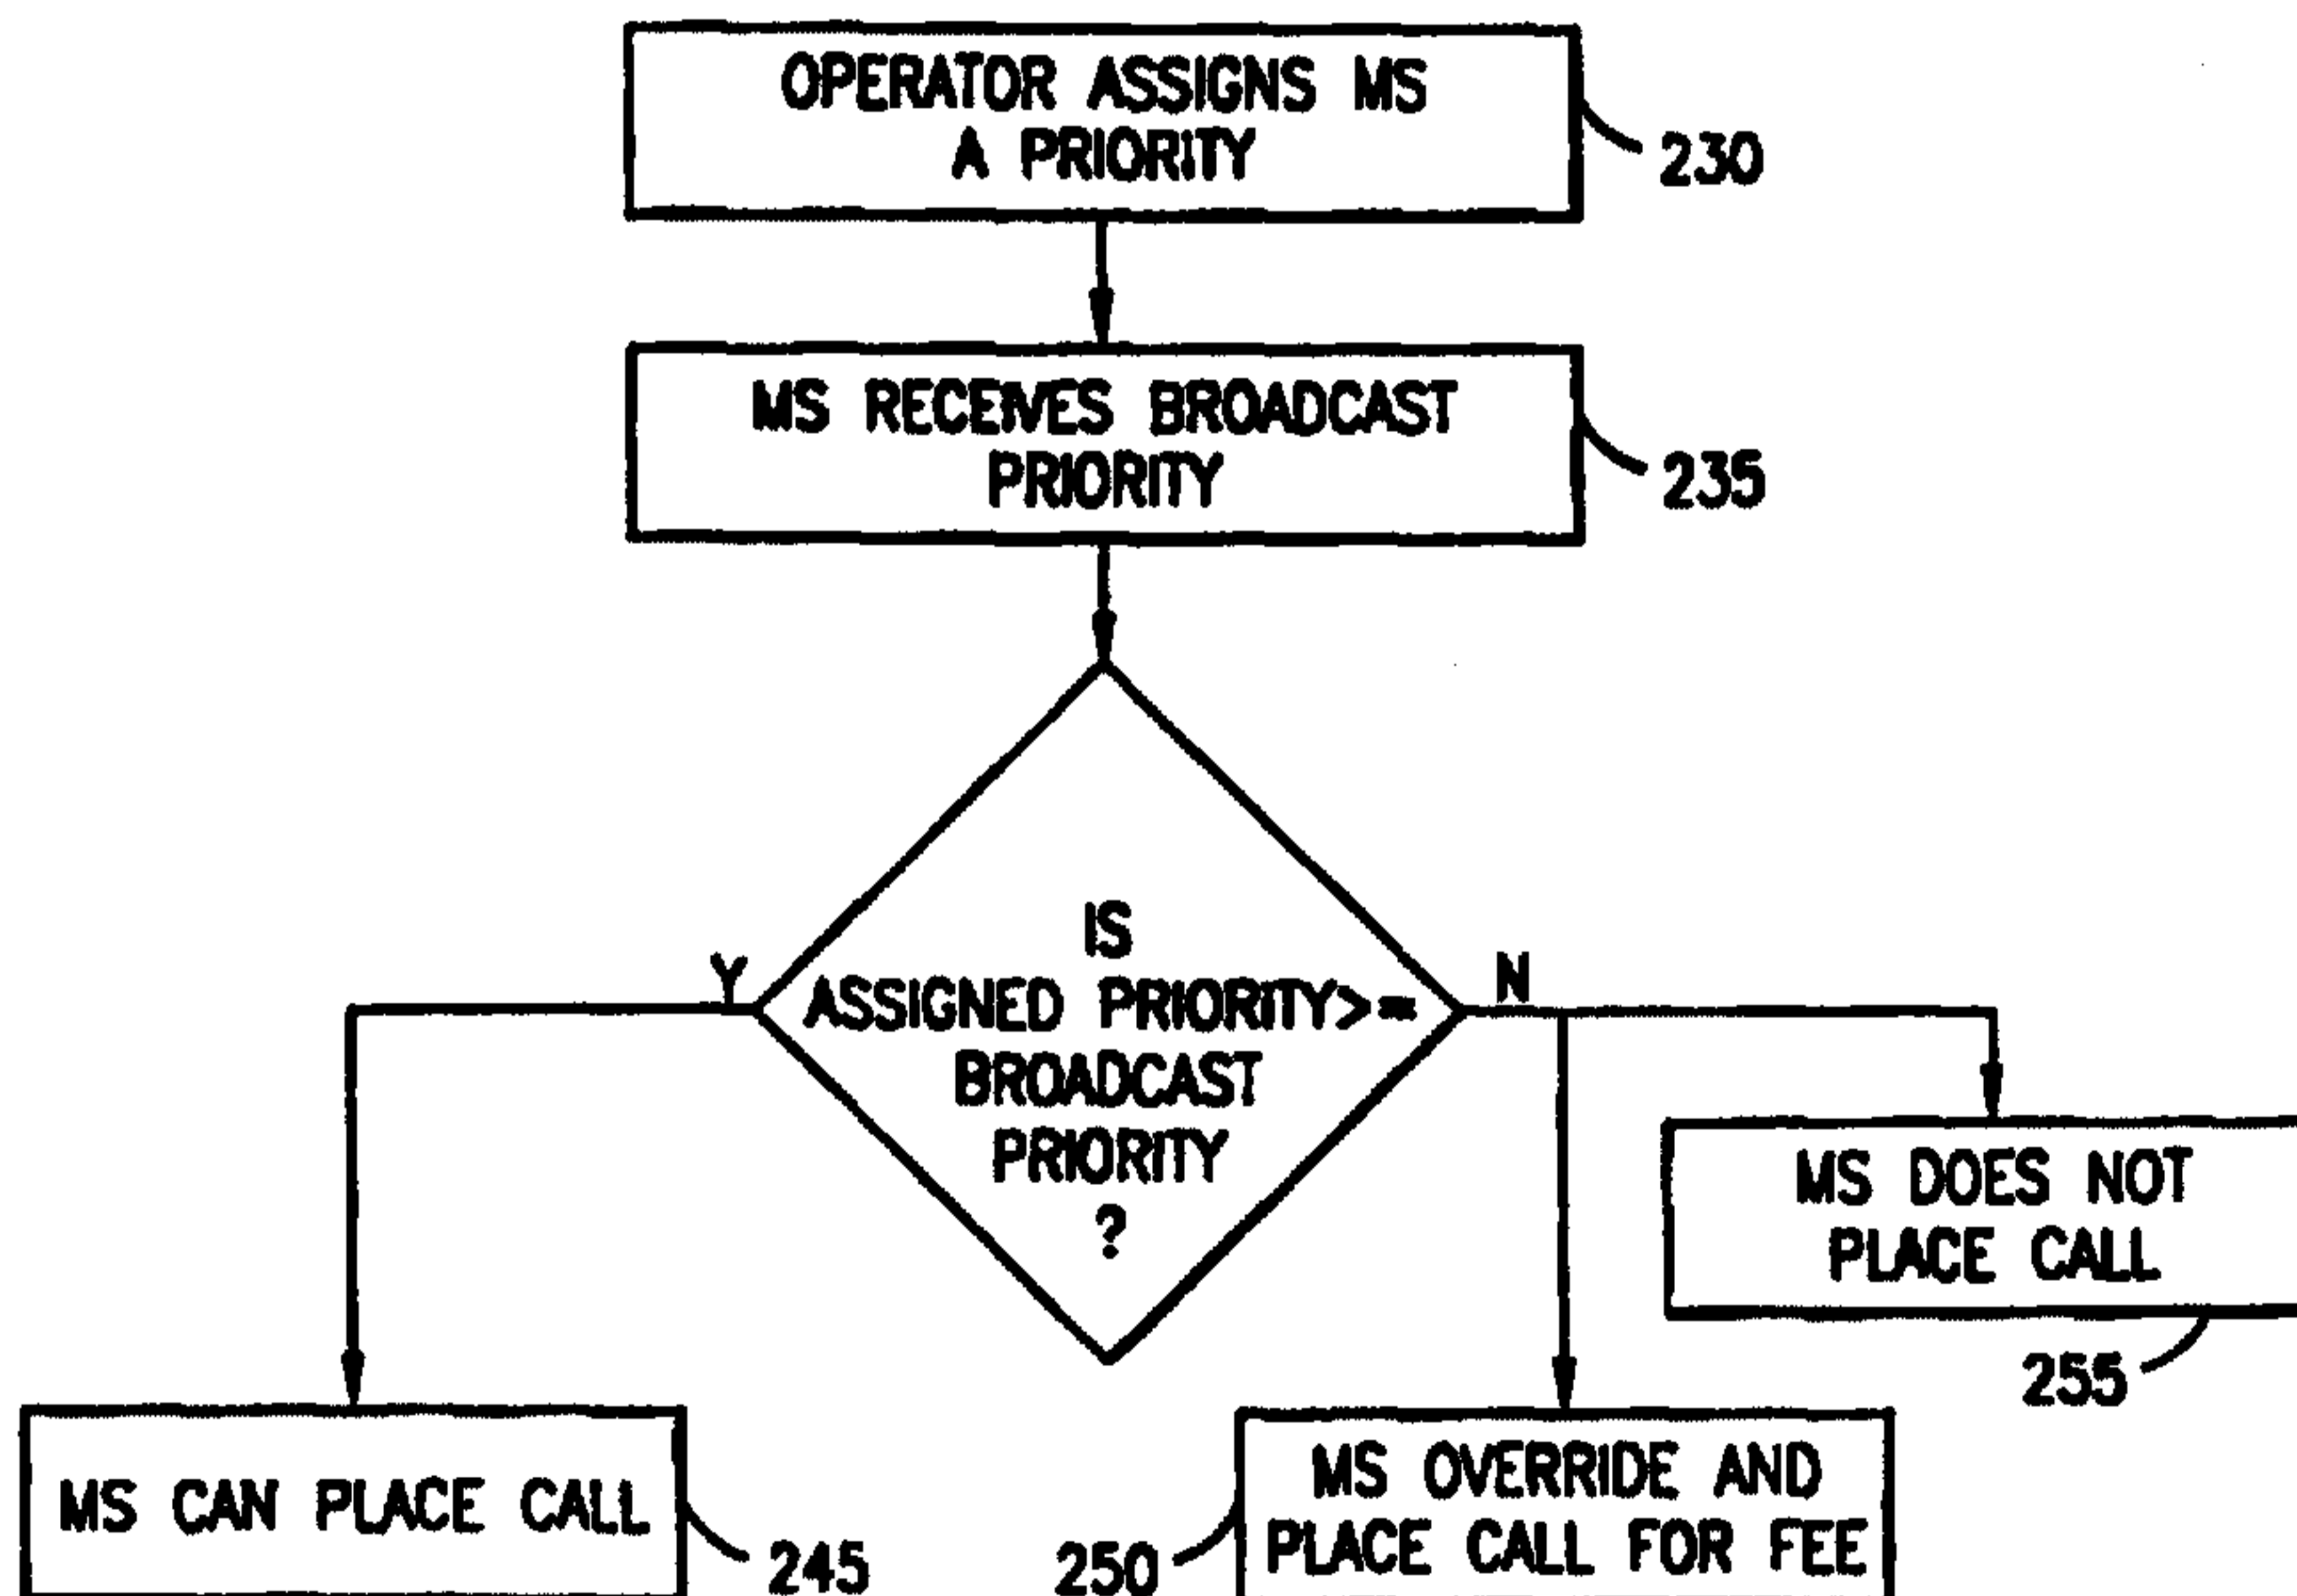 OPERATOR ASSIGNS MS
A PRIORITY
230
MS RECEIVES BROADCAST
PRIORITY
235
IS
ASSIGNED PRIORITY>=
BROADCAST
PRIORITY
?
Y
N
MS DOES NOT
PLACE CALL
255
MS CAN PLACE CALL
245
MS OVERRIDE AND
PLACE CALL FOR FEE
250